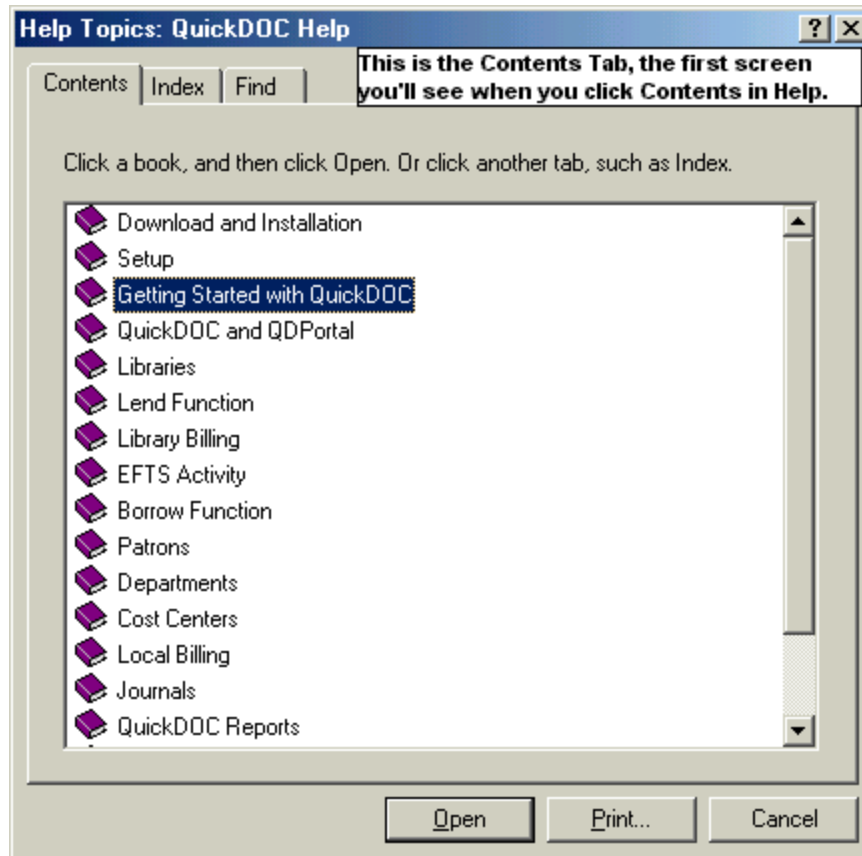 Help Topics: QuickDOC Help
This is the Contents Tab, the first screen
you'll see when you click Contents in Help.
Contents Index Find
Click a book, and then click Open. Or click another tab, such as Index.
Download and Installation
Setup
Getting Started with QuickDOC
QuickDOC and QDPortal
Libraries
Lend Function
Library Billing
EFTS Activity
Borrow Function
Patrons
Departments
Cost Centers
Local Billing
Journals
QuickDOC Reports
Open Print... Cancel